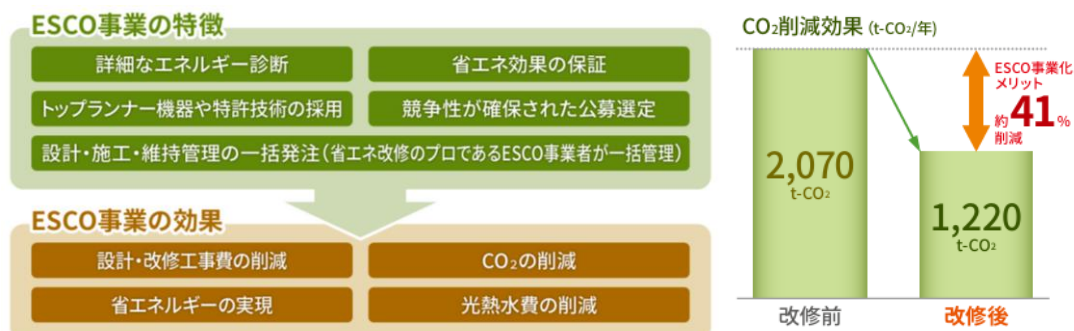 ESCO事業の特徴
詳細なエネルギー診断
省エネ効果の保証
トップランナー機器や特許技術の採用
競争性が確保された公募選定
設計・施工・維持管理の一括発注(省エネ改修のプロであるESCO事業者が一括管理)
ESCO事業の効果
設計・改修工事費の削減
CO₂の削減
省エネルギーの実現
光熱水費の削減
CO₂削減効果 (t-CO₂/年)
ESCO事業化
メリット
約41%
削減
2,070
t-CO₂
1,220
t-CO₂
改修前
改修後